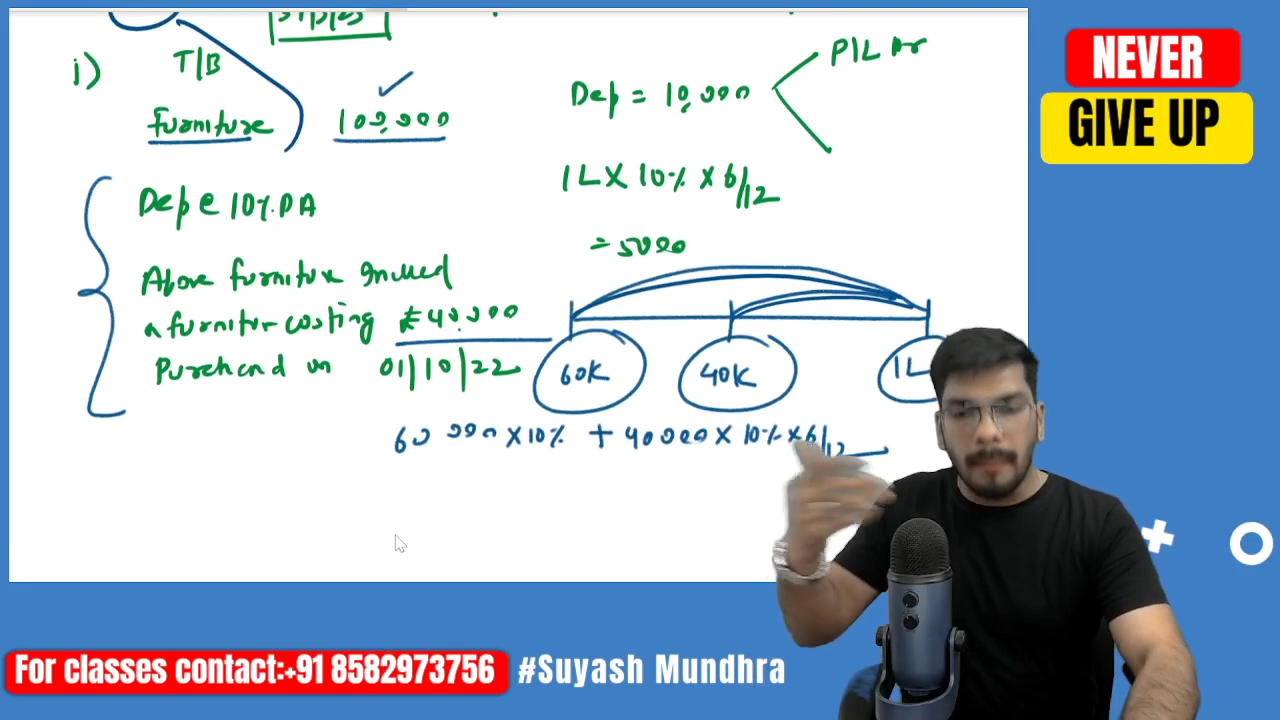 i)
T/B
Furniture 100,000
Dep @ 10% PA
Above furniture included
a furniture costing ₹ 40,000
Purchased on 01/10/22
Dep = 10,000
P/L Dr
1L X 10% X 6/12
= 5000
60K 40K 1L
60 000 X 10% + 40000 X 10% X 6/12
NEVER
GIVE UP
For classes contact:+91 8582973756 #Suyash Mundhra